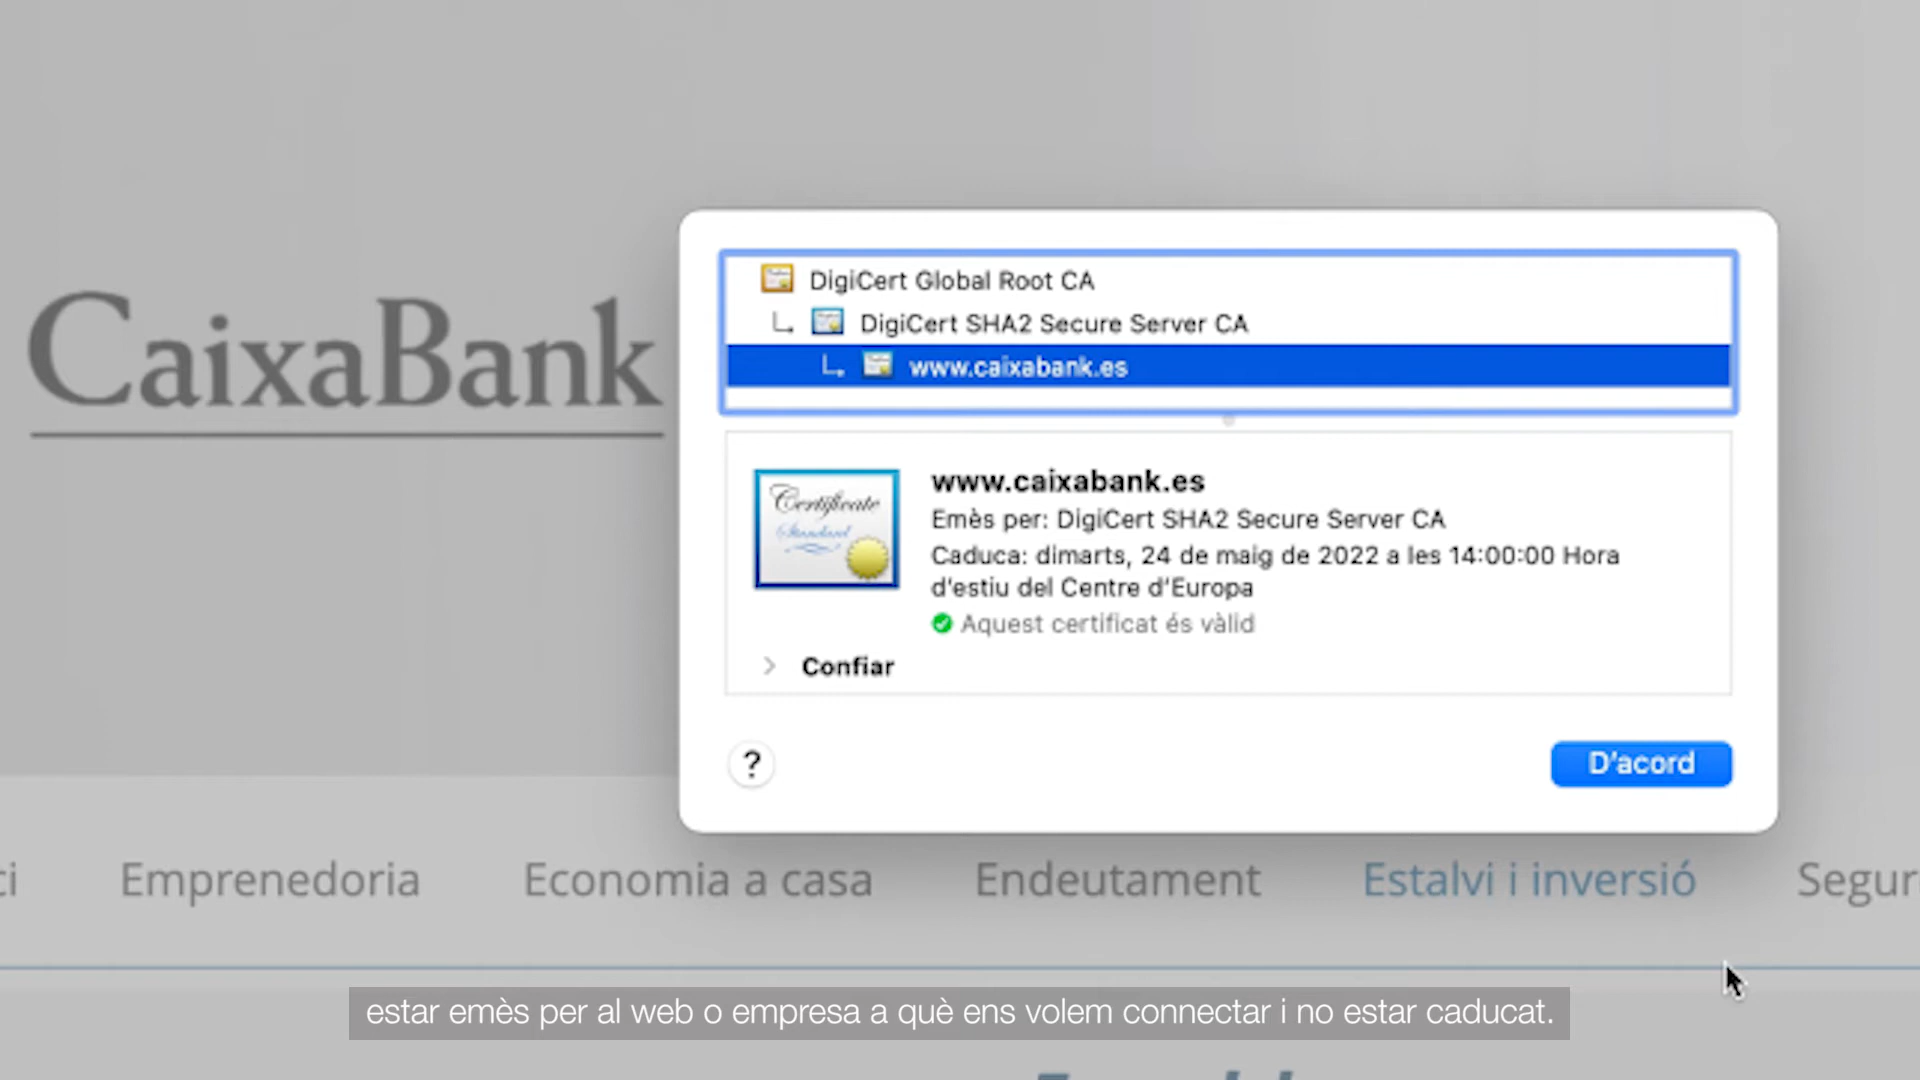 CaixaBank
DigiCert Global Root CA
DigiCert SHA2 Secure Server CA
www.caixabank.es
Certificate
Standard
www.caixabank.es
Emès per: DigiCert SHA2 Secure Server CA
Caduca: dimarts, 24 de maig de 2022 a les 14:00:00 Hora
d'estiu del Centre d'Europa
Aquest certificat és vàlid
Confiar
?
D'acord
ci Emprenedoria Economia a casa Endeutament Estalvi i inversió Segur
estar emès per al web o empresa a què ens volem connectar i no estar caducat.